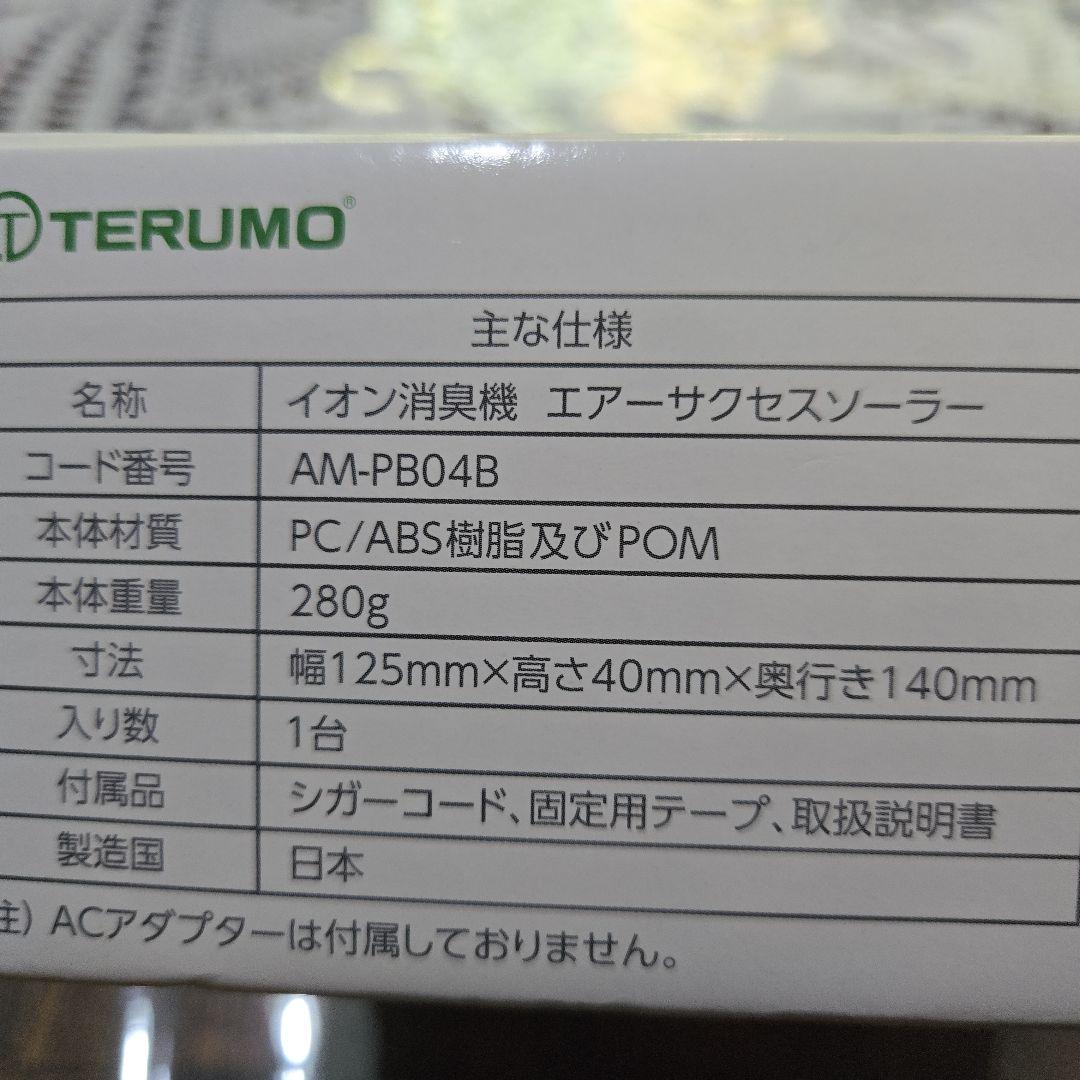 TERUMO®
主な仕様
名称 イオン消臭機 エアーサクセスソーラー
コード番号 AM-PB04B
本体材質 PC/ABS樹脂及びPOM
本体重量 280g
寸法 幅125mm×高さ40mm×奥行き140mm
入り数 1台
付属品 シガーコード、固定用テープ、取扱説明書
製造国 日本
注) ACアダプターは付属しておりません。